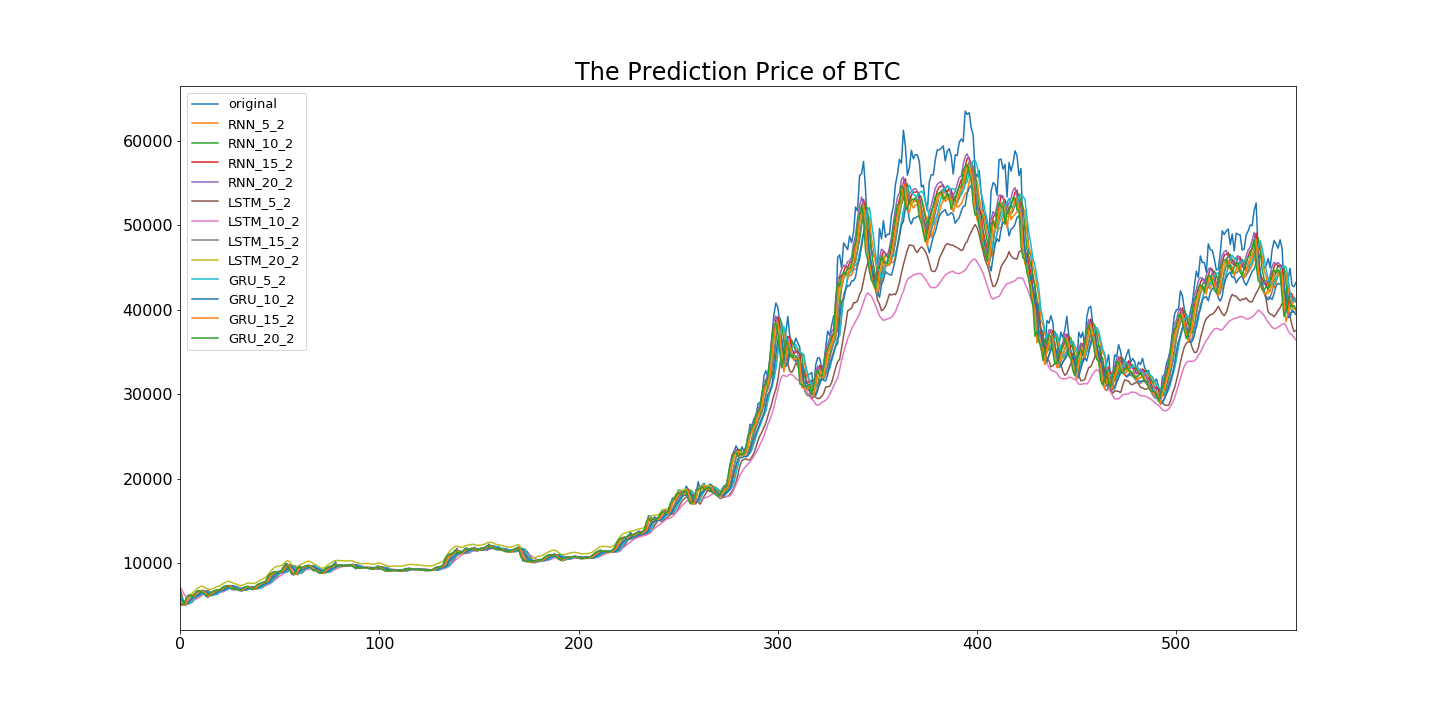 The Prediction Price of BTC
original
RNN_5_2
RNN_10_2
RNN_15_2
RNN_20_2
LSTM_5_2
LSTM_10_2
LSTM_15_2
LSTM_20_2
GRU_5_2
GRU_10_2
GRU_15_2
GRU_20_2
60000
50000
40000
30000
20000
10000
0 100 200 300 400 500